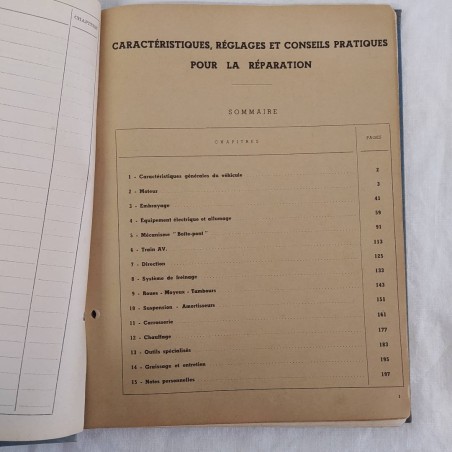 CHAPITRE
CARACTÉRISTIQUES, RÉGLAGES ET CONSEILS PRATIQUES
POUR LA RÉPARATION
SOMMAIRE
CHAPITRES PAGES
1 - Caractéristiques générales du véhicule 2
2 - Moteur 3
3 - Embrayage 41
4 - Équipement électrique et allumage 59
5 - Mécanisme "Boîte-pont" 91
6 - Train AV. 113
7 - Direction 125
8 - Système de freinage 133
9 - Roues - Moyeux - Tambours 143
10 - Suspension - Amortisseurs 151
11 - Carrosserie 161
12 - Chauffage 177
13 - Outils spécialisés 183
14 - Graissage et entretien 193
15 - Notes personnelles 197
1